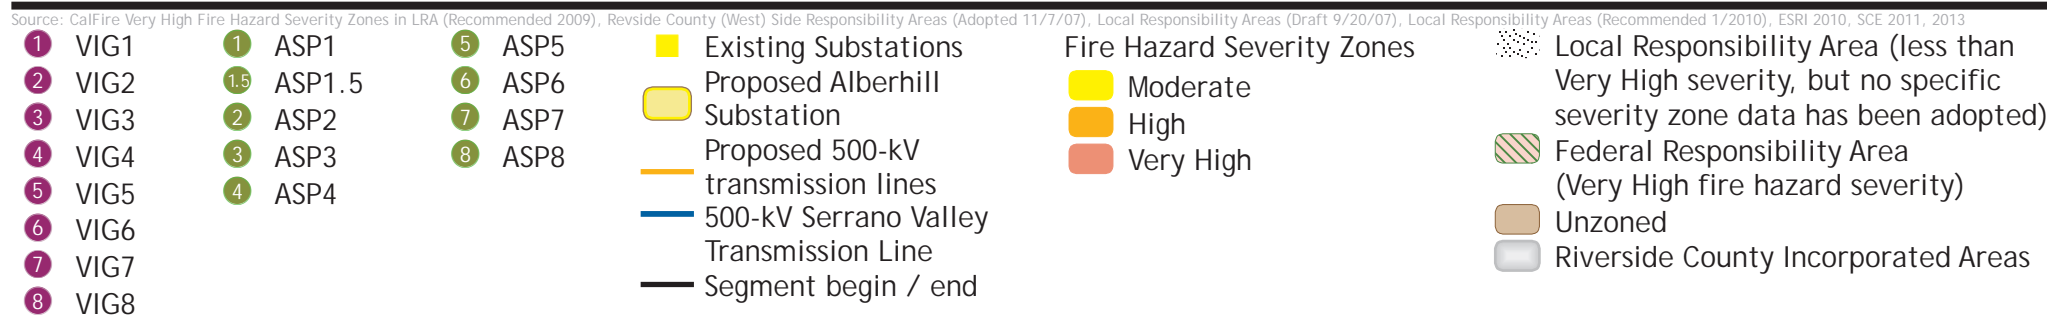 Source: CalFire Very High Fire Hazard Severity Zones in LRA (Recommended 2009), Revside County (West) Side Responsibility Areas (Adopted 11/7/07), Local Responsibility Areas (Draft 9/20/07), Local Responsibility Areas (Recommended 1/2010), ESRI 2010, SCE 2011, 2013
1 VIG1
2 VIG2
3 VIG3
4 VIG4
5 VIG5
6 VIG6
7 VIG7
8 VIG8
1 ASP1
1.5 ASP1.5
2 ASP2
3 ASP3
4 ASP4
5 ASP5
6 ASP6
7 ASP7
8 ASP8
Existing Substations
Proposed Alberhill
Substation
Proposed 500-kV
transmission lines
500-kV Serrano Valley
Transmission Line
Segment begin / end
Fire Hazard Severity Zones
Moderate
High
Very High
Local Responsibility Area (less than
Very High severity, but no specific
severity zone data has been adopted)
Federal Responsibility Area
(Very High fire hazard severity)
Unzoned
Riverside County Incorporated Areas